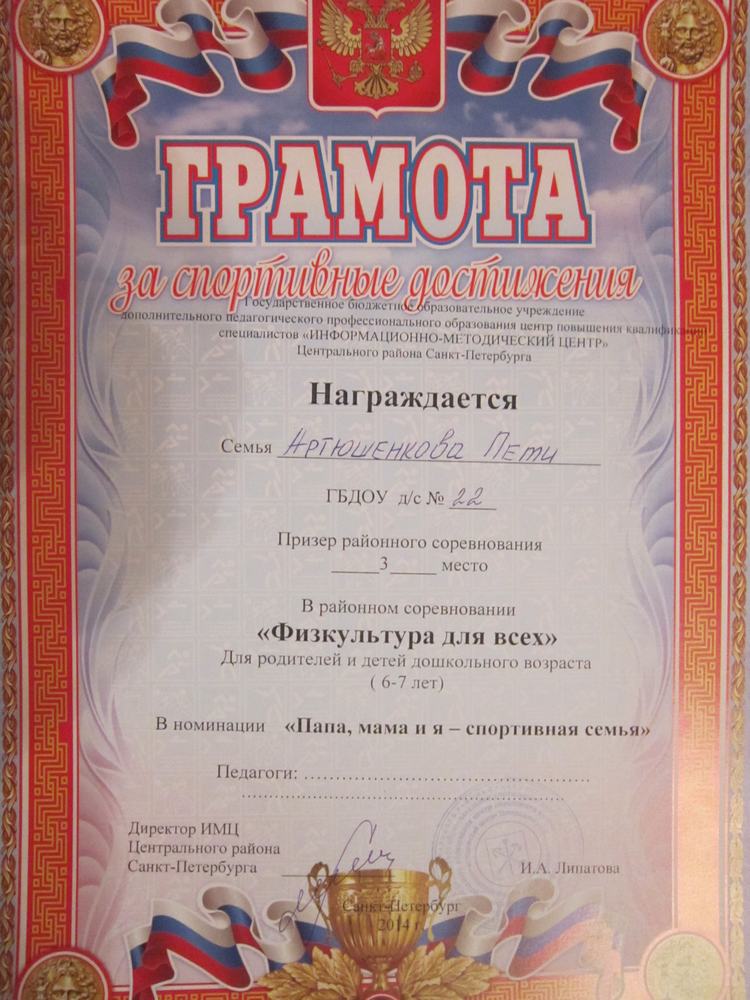 ГРАМОТА
за спортивные достижения
Государственное бюджетное образовательное учреждение
дополнительного педагогического профессионального образования центр повышения квалификации
специалистов «ИНФОРМАЦИОННО-МЕТОДИЧЕСКИЙ ЦЕНТР»
Центрального района Санкт-Петербурга
Награждается
Семья Артюшенкова Пети
ГБДОУ д/с № 22
Призер районного соревнования
_____3_____ место
В районном соревновании
«Физкультура для всех»
Для родителей и детей дошкольного возраста
( 6-7 лет)
В номинации «Папа, мама и я – спортивная семья»
Педагоги: ……………………………………
……………………………………………
Директор ИМЦ
Центрального района
Санкт-Петербурга И.А. Липатова
Санкт-Петербург
2014 г.